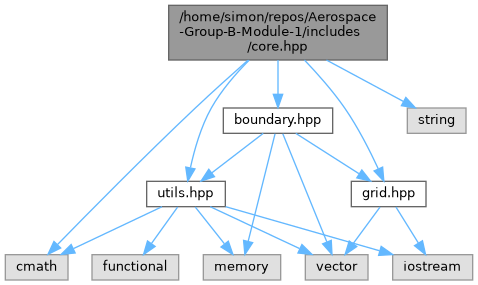 /home/simon/repos/Aerospace
-Group-B-Module-1/includes
/core.hpp
boundary.hpp
string
utils.hpp
grid.hpp
cmath
functional
memory
vector
iostream